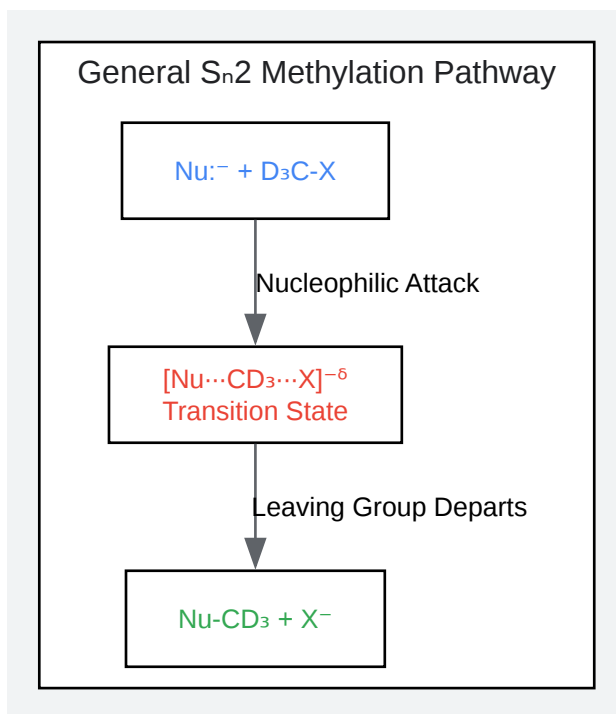 General Sₙ2 Methylation Pathway
Nu:⁻ + D₃C-X
Nucleophilic Attack
[Nu···CD₃···X]⁻ᵟ
Transition State
Leaving Group Departs
Nu-CD₃ + X⁻